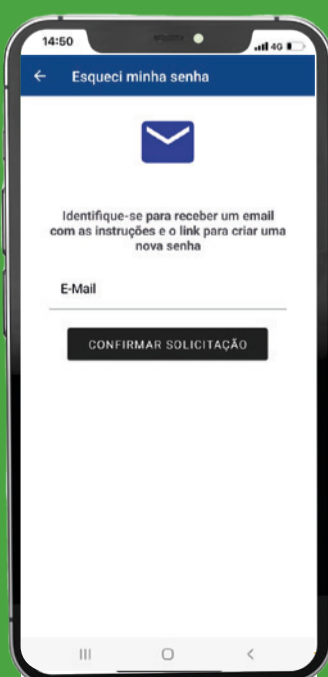 14:50
4G
Esqueci minha senha
Identifique-se para receber um email
com as instruções e o link para criar uma
nova senha
E-Mail
CONFIRMAR SOLICITAÇÃO